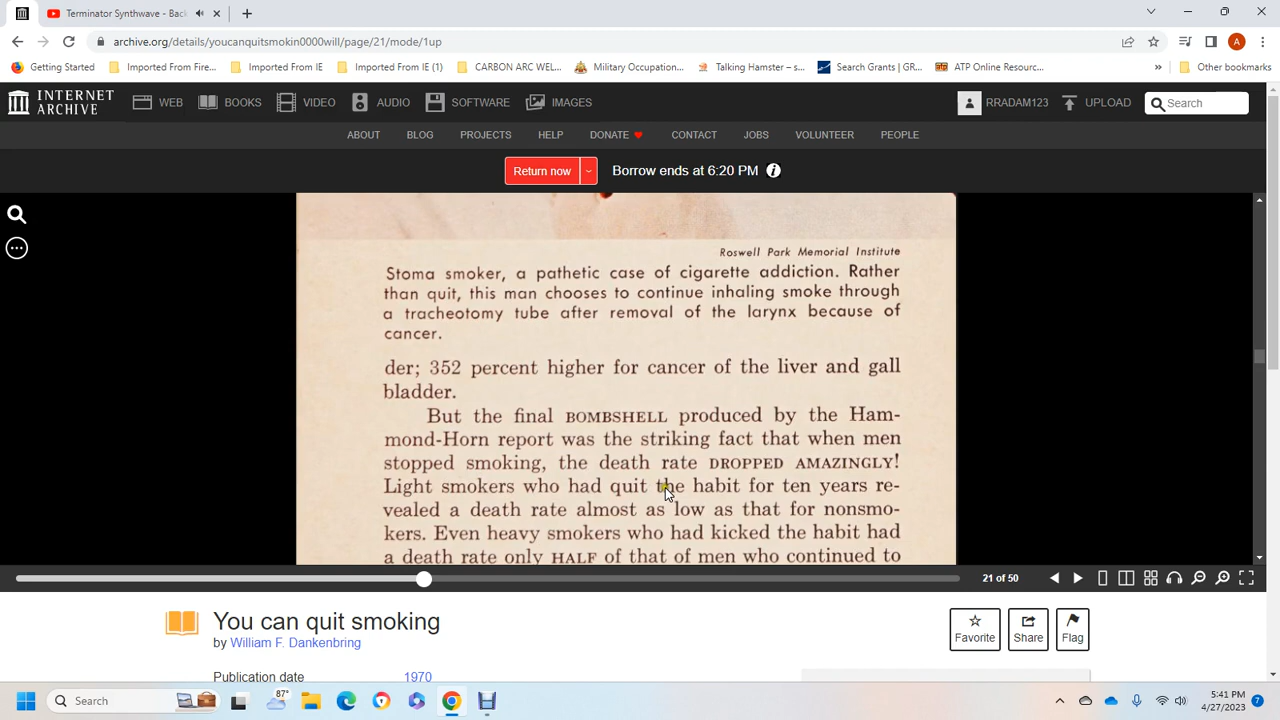 Terminator Synthwave - Bac
archive.org/details/youcanquitsmokin0000will/page/21/mode/1up
A
Getting Started
Imported From Fire...
Imported From IE
Imported From IE (1)
CARBON ARC WEL...
Military Occupation...
Talking Hamster – s...
Search Grants | GR...
ATP Online Resourc...
»
Other bookmarks
INTERNET ARCHIVE
WEB
BOOKS
VIDEO
AUDIO
SOFTWARE
IMAGES
RRADAM123
UPLOAD
Search
ABOUT
BLOG
PROJECTS
HELP
DONATE
CONTACT
JOBS
VOLUNTEER
PEOPLE
Return now
Borrow ends at 6:20 PM
Roswell Park Memorial Institute
Stoma smoker, a pathetic case of cigarette addiction. Rather
than quit, this man chooses to continue inhaling smoke through
a tracheotomy tube after removal of the larynx because of
cancer.
der; 352 percent higher for cancer of the liver and gall
bladder.
But the final BOMBSHELL produced by the Ham-
mond-Horn report was the striking fact that when men
stopped smoking, the death rate DROPPED AMAZINGLY!
Light smokers who had quit the habit for ten years re-
vealed a death rate almost as low as that for nonsmo-
kers. Even heavy smokers who had kicked the habit had
a death rate only HALF of that of men who continued to
21 of 50
You can quit smoking
by William F. Dankenbring
Favorite
Share
Flag
Publication date 1970
Search
87°
5:41 PM
4/27/2023
7